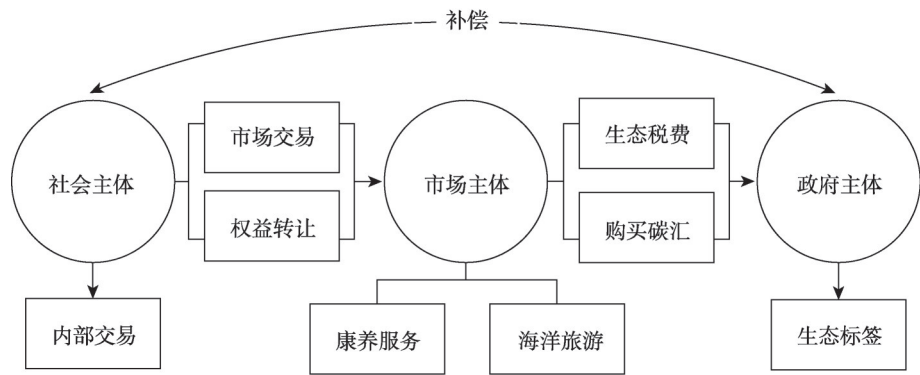 补偿
市场交易
生态税费
社会主体
市场主体
政府主体
权益转让
购买碳汇
内部交易
康养服务
海洋旅游
生态标签